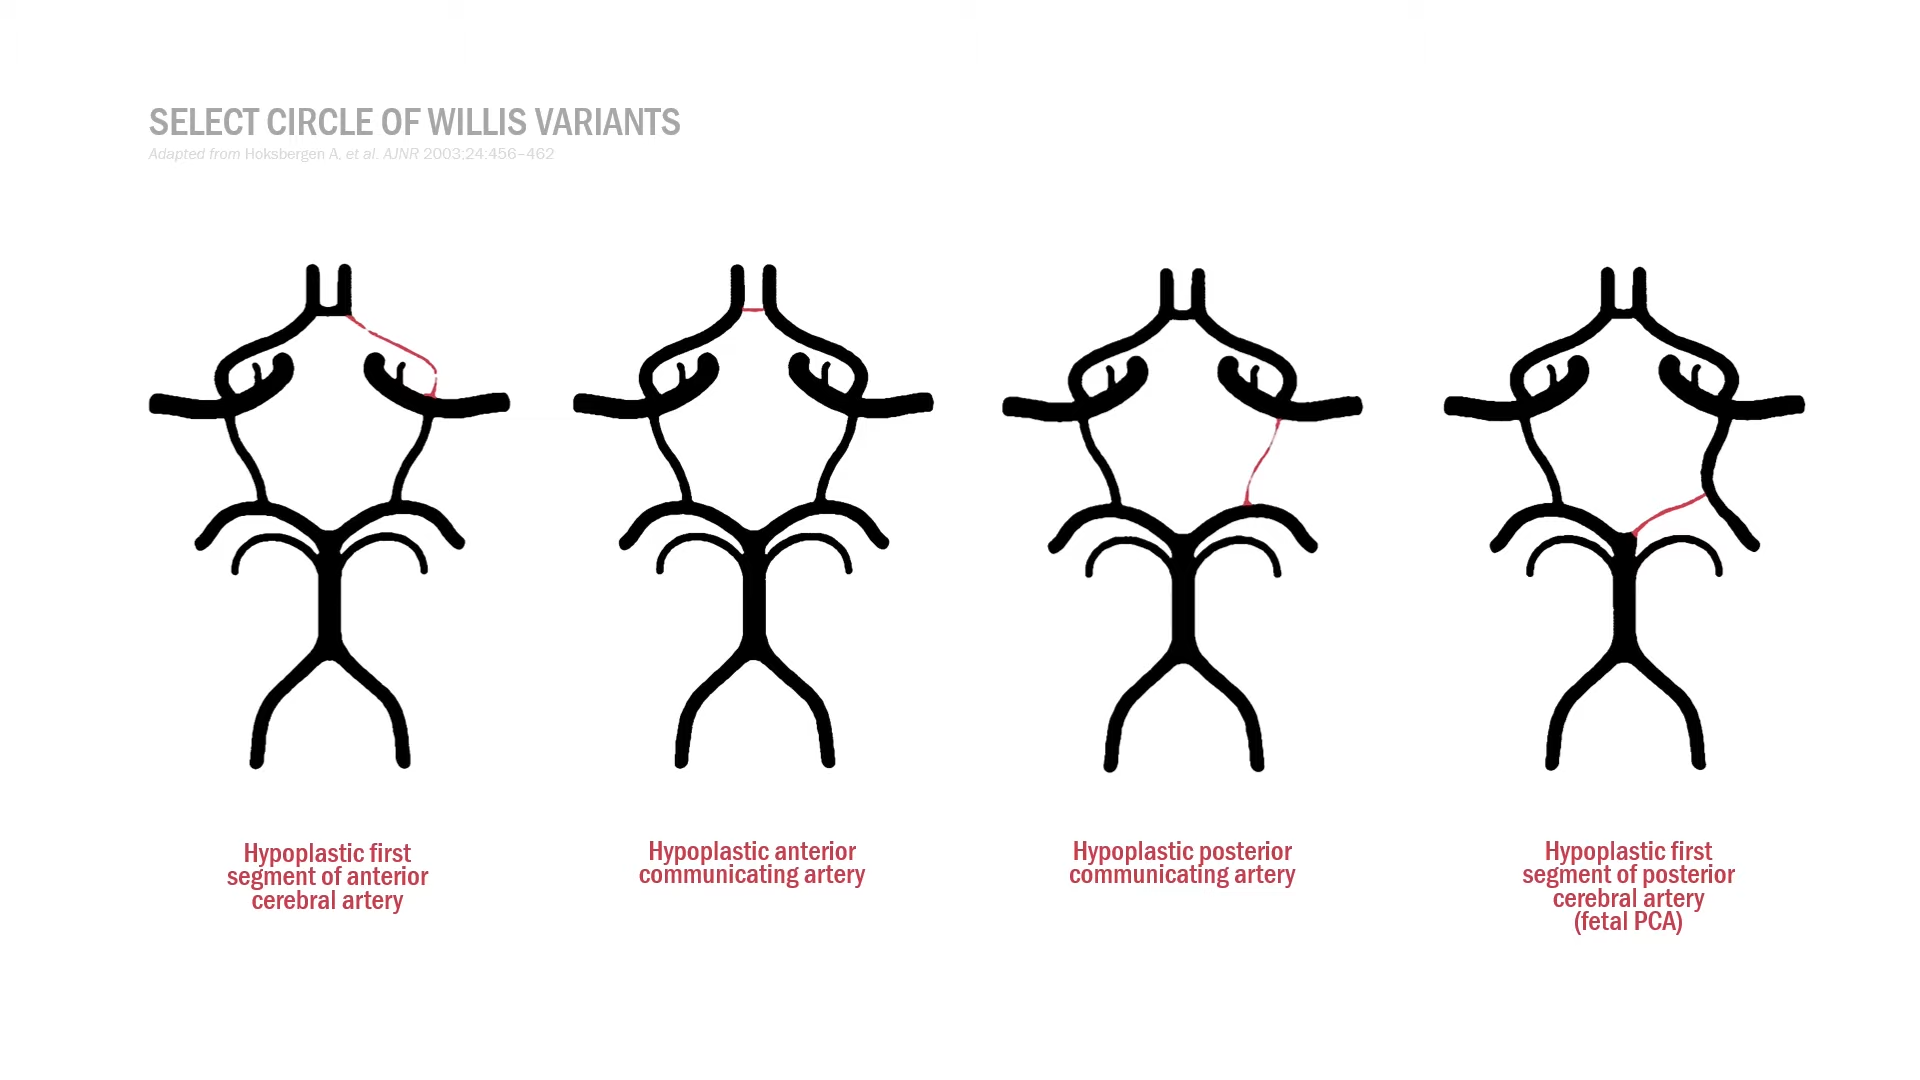 SELECT CIRCLE OF WILLIS VARIANTS
Adapted from Hoksbergen A, et al. AJNR 2003;24:456–462
Hypoplastic first
segment of anterior
cerebral artery
Hypoplastic anterior
communicating artery
Hypoplastic posterior
communicating artery
Hypoplastic first
segment of posterior
cerebral artery
(fetal PCA)